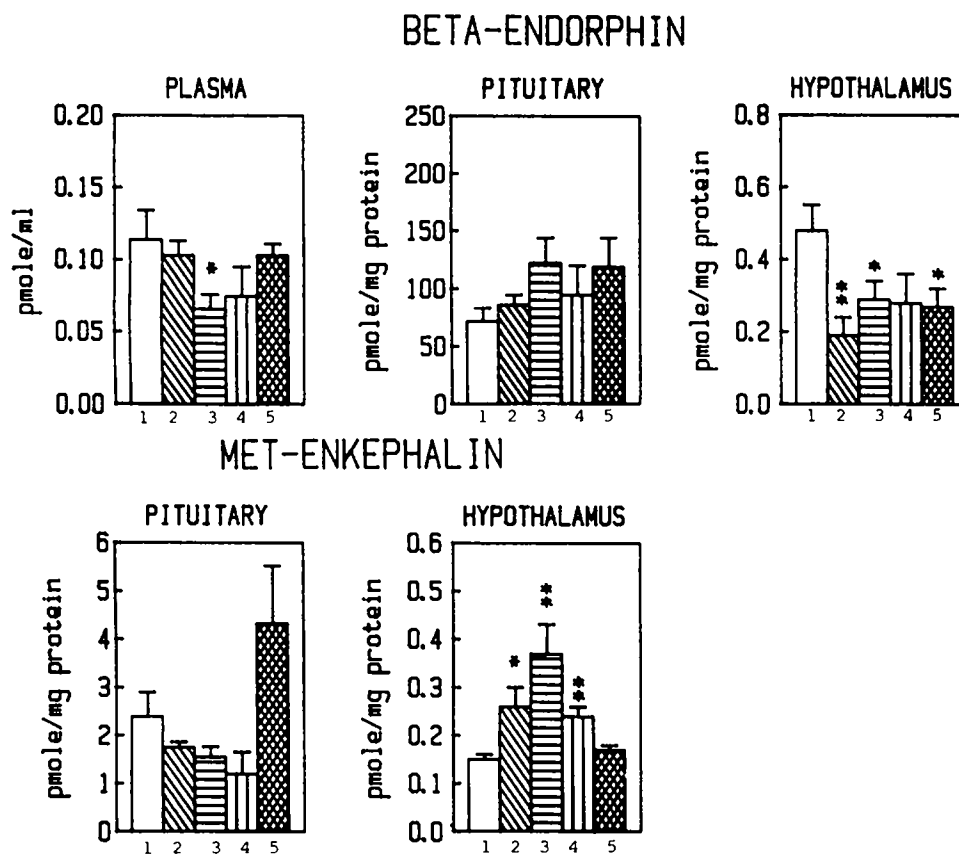 BETA-ENDORPHIN
PLASMA
pmole/ml
0.20
0.15
0.10
0.05
0.00
*
1 2 3 4 5
PITUITARY
pmole/mg protein
250
200
150
100
50
0
1 2 3 4 5
HYPOTHALAMUS
pmole/mg protein
0.8
0.6
0.4
0.2
0.0
** * *
1 2 3 4 5
MET-ENKEPHALIN
PITUITARY
pmole/mg protein
6
5
4
3
2
1
0
1 2 3 4 5
HYPOTHALAMUS
pmole/mg protein
0.6
0.5
0.4
0.3
0.2
0.1
0.0
* ** **
1 2 3 4 5